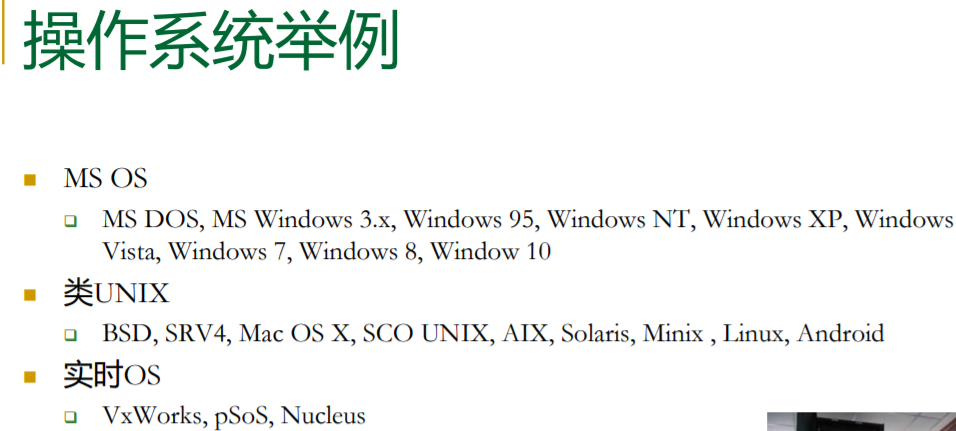 操作系统举例
MS OS
MS DOS, MS Windows 3.x, Windows 95, Windows NT, Windows XP, Windows
Vista, Windows 7, Windows 8, Window 10
类UNIX
BSD, SRV4, Mac OS X, SCO UNIX, AIX, Solaris, Minix , Linux, Android
实时OS
VxWorks, pSoS, Nucleus